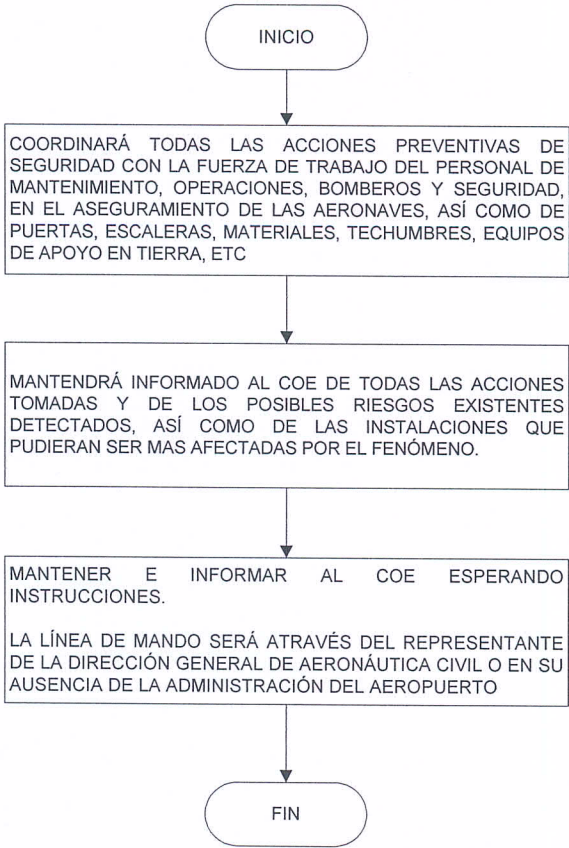 INICIO
COORDINARÁ TODAS LAS ACCIONES PREVENTIVAS DE
SEGURIDAD CON LA FUERZA DE TRABAJO DEL PERSONAL DE
MANTENIMIENTO, OPERACIONES, BOMBEROS Y SEGURIDAD,
EN EL ASEGURAMIENTO DE LAS AERONAVES, ASÍ COMO DE
PUERTAS, ESCALERAS, MATERIALES, TECHUMBRES, EQUIPOS
DE APOYO EN TIERRA, ETC
MANTENDRÁ INFORMADO AL COE DE TODAS LAS ACCIONES
TOMADAS Y DE LOS POSIBLES RIESGOS EXISTENTES
DETECTADOS, ASÍ COMO DE LAS INSTALACIONES QUE
PUDIERAN SER MAS AFECTADAS POR EL FENÓMENO.
MANTENER E INFORMAR AL COE ESPERANDO
INSTRUCCIONES.
LA LÍNEA DE MANDO SERÁ ATRAVÉS DEL REPRESENTANTE
DE LA DIRECCIÓN GENERAL DE AERONÁUTICA CIVIL O EN SU
AUSENCIA DE LA ADMINISTRACIÓN DEL AEROPUERTO
FIN